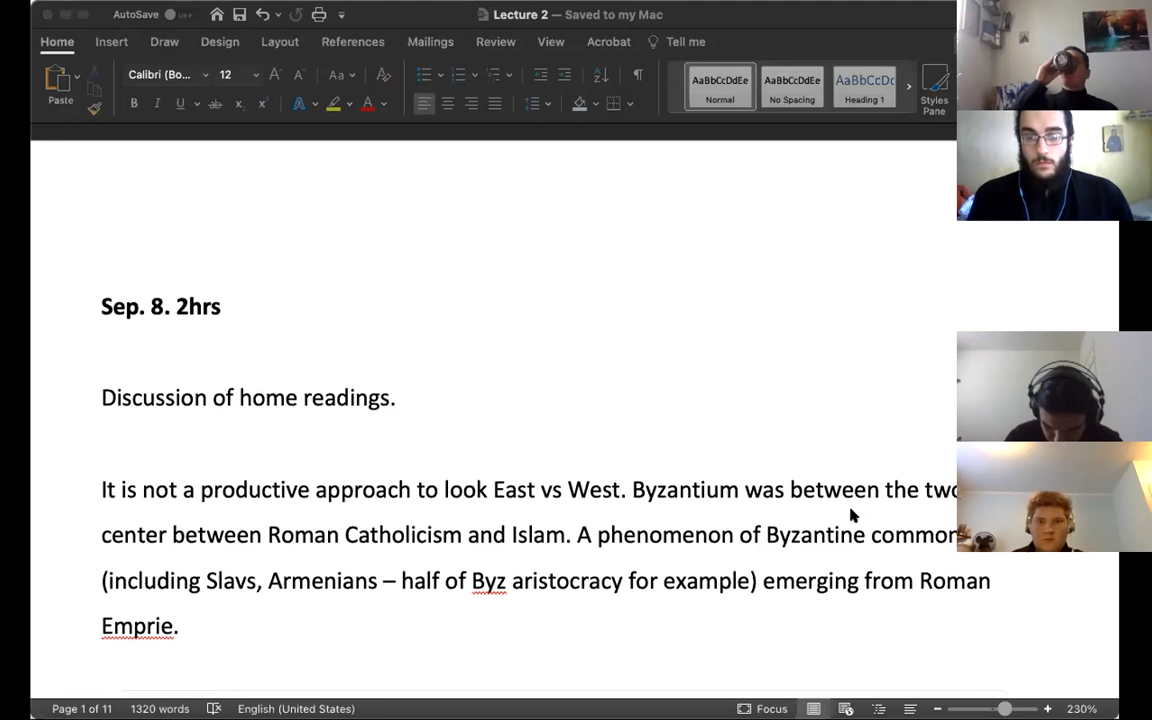 AutoSave OFF Lecture 2 — Saved to my Mac
Home Insert Draw Design Layout References Mailings Review View Acrobat Tell me
Paste Calibri (Bo... 12 A A Aa A
B I U ab x x A A
AaBbCcDdEe AaBbCcDdEe AaBbCcDc
Normal No Spacing Heading 1 Styles
Pane
Sep. 8. 2hrs
Discussion of home readings.
It is not a productive approach to look East vs West. Byzantium was between the two
center between Roman Catholicism and Islam. A phenomenon of Byzantine common
(including Slavs, Armenians – half of Byz aristocracy for example) emerging from Roman
Emprie.
Page 1 of 11 1320 words English (United States) Focus 230%